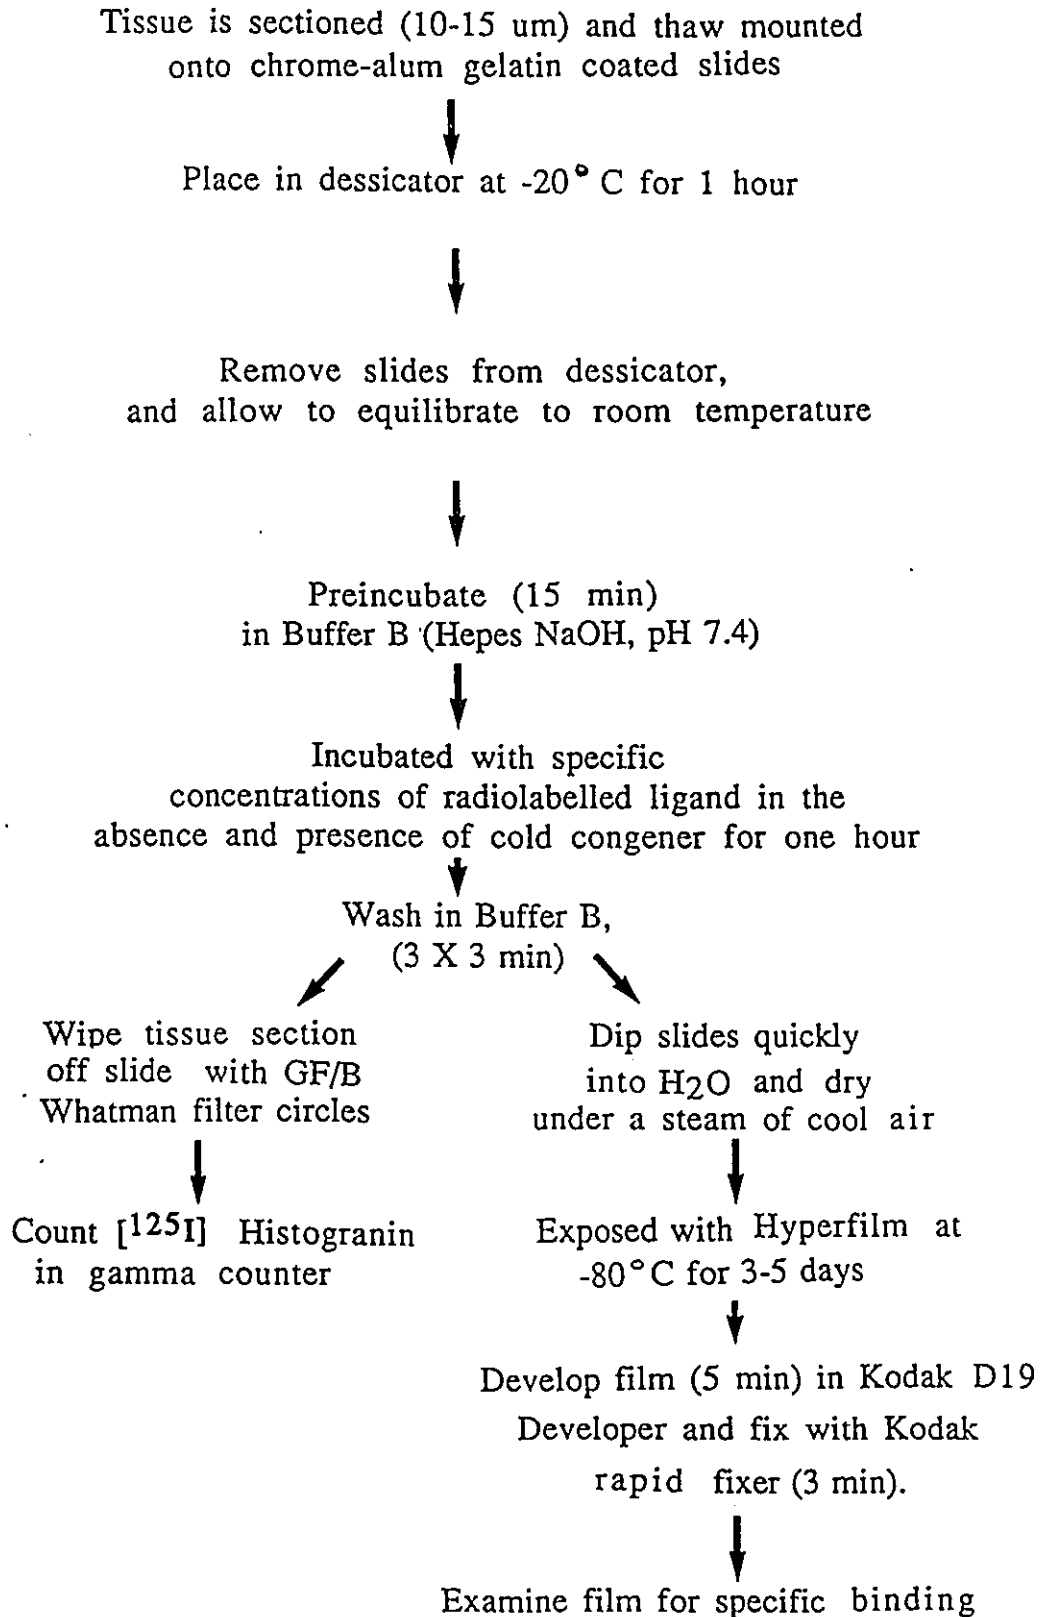 Tissue is sectioned (10-15 um) and thaw mounted
onto chrome-alum gelatin coated slides
Place in dessicator at -20° C for 1 hour
Remove slides from dessicator,
and allow to equilibrate to room temperature
Preincubate (15 min)
in Buffer B (Hepes NaOH, pH 7.4)
Incubated with specific
concentrations of radiolabelled ligand in the
absence and presence of cold congener for one hour
Wash in Buffer B,
(3 X 3 min)
Wipe tissue section
off slide with GF/B
Whatman filter circles
Count [125I] Histogranin
in gamma counter
Dip slides quickly
into H2O and dry
under a steam of cool air
Exposed with Hyperfilm at
-80°C for 3-5 days
Develop film (5 min) in Kodak D19
Developer and fix with Kodak
rapid fixer (3 min).
Examine film for specific binding